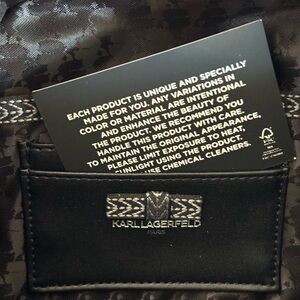 EACH PRODUCT IS UNIQUE AND SPECIALLY
MADE FOR YOU. ANY VARIATIONS IN
COLOR OR MATERIAL ARE INTENTIONAL
AND ENHANCE THE BEAUTY OF
THE PRODUCT. WE RECOMMEND YOU
HANDLE THIS PRODUCT WITH CARE.
TO MAINTAIN THE ORIGINAL APPEARANCE,
PLEASE LIMIT EXPOSURE TO HEAT,
SUNLIGHT USING THE PRODUCT.
USE CHEMICAL CLEANERS.
FSC
KARL LAGERFELD
PARIS